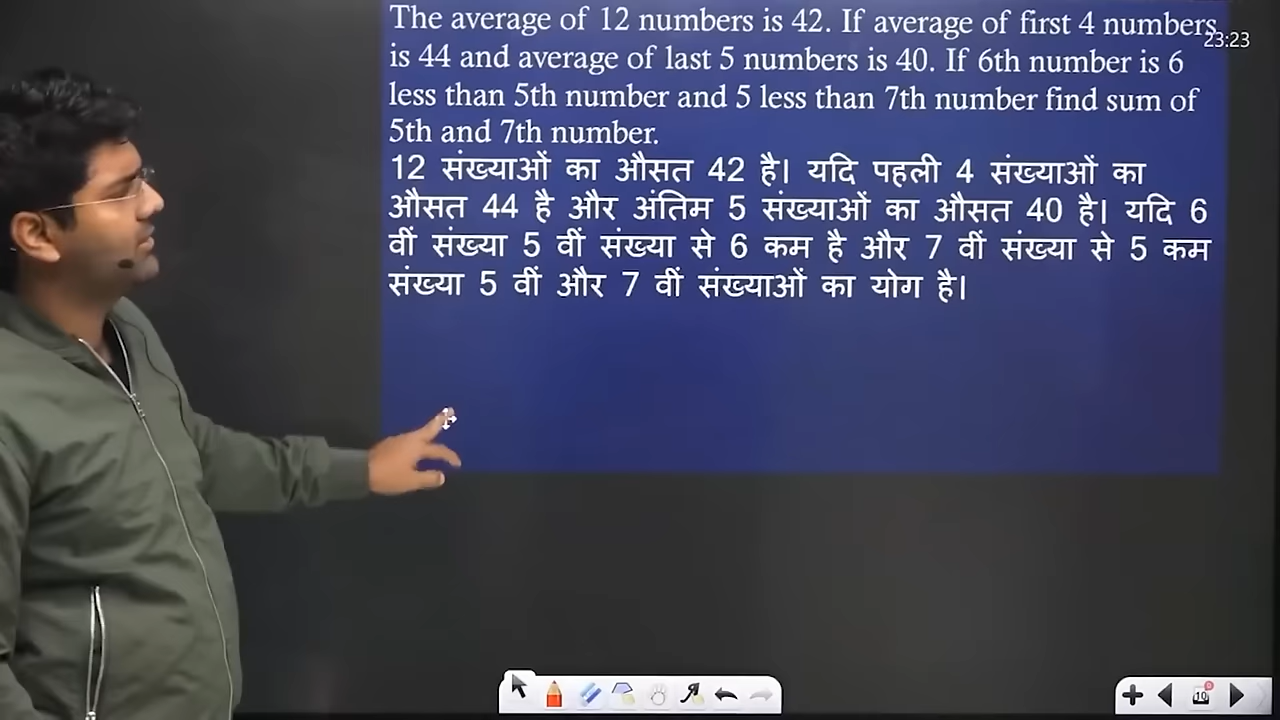 The average of 12 numbers is 42. If average of first 4 numbers
23:23
is 44 and average of last 5 numbers is 40. If 6th number is 6
less than 5th number and 5 less than 7th number find sum of
5th and 7th number.
12 संख्याओं का औसत 42 है। यदि पहली 4 संख्याओं का
औसत 44 है और अंतिम 5 संख्याओं का औसत 40 है। यदि 6
वीं संख्या 5 वीं संख्या से 6 कम है और 7 वीं संख्या से 5 कम
संख्या 5 वीं और 7 वीं संख्याओं का योग है।
10